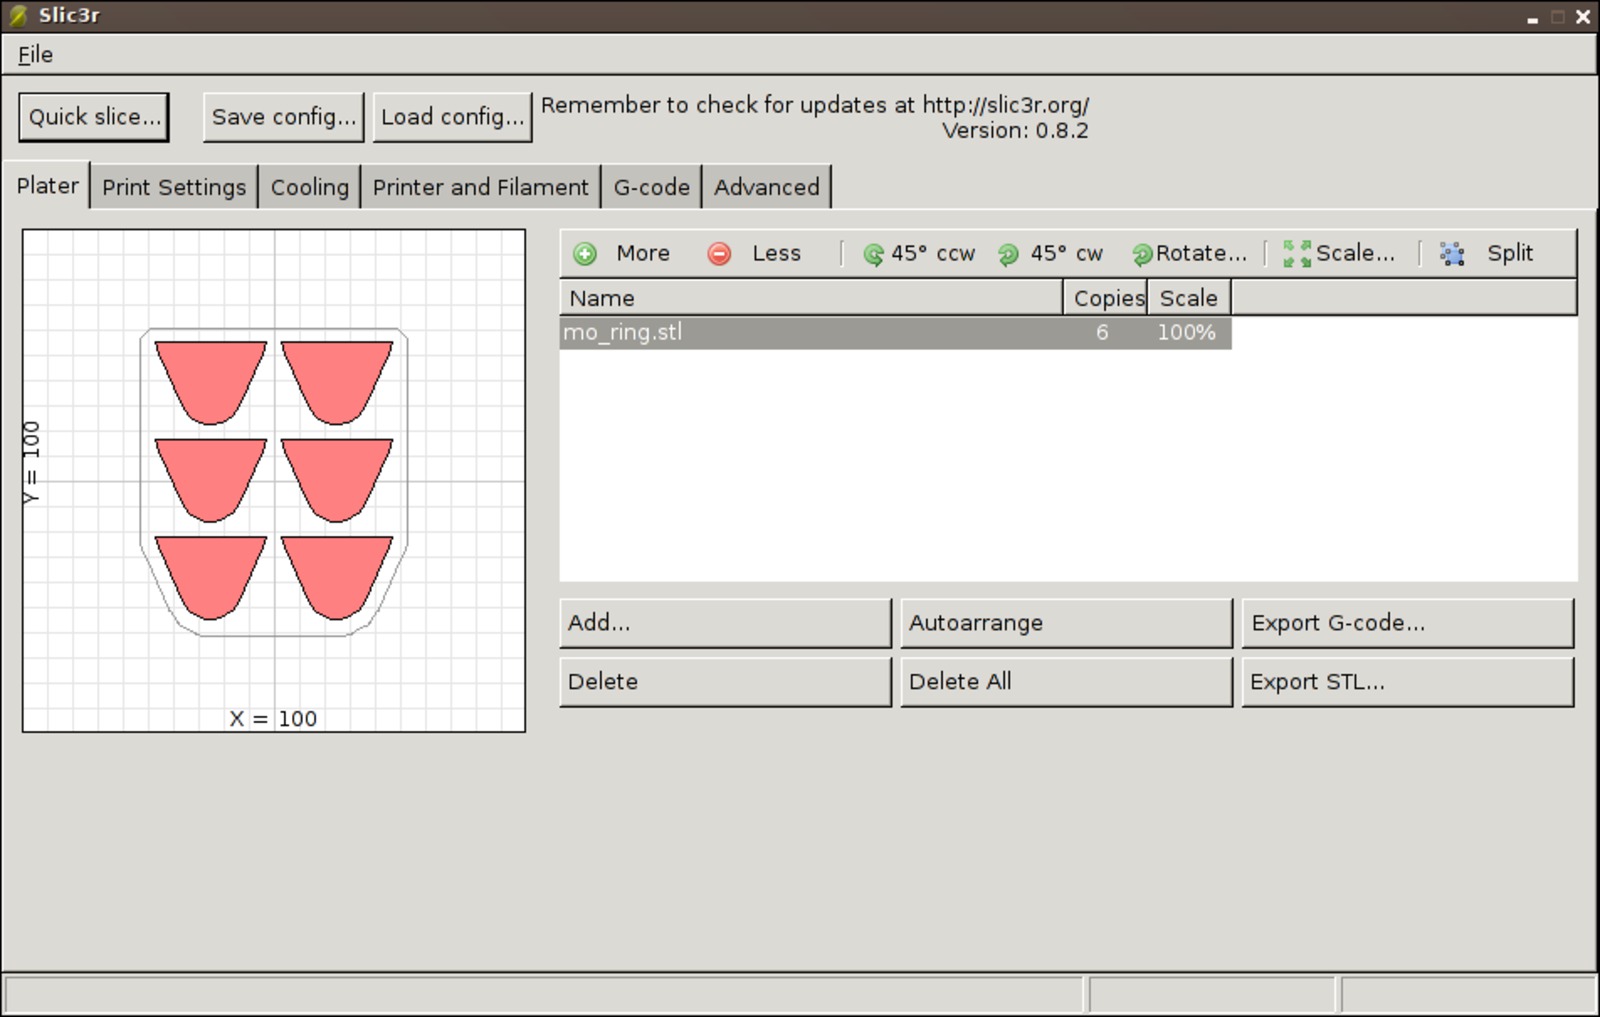 Slic3r
File
Quick slice...
Save config...
Load config...
Remember to check for updates at http://slic3r.org/
Version: 0.8.2
Plater
Print Settings
Cooling
Printer and Filament
G-code
Advanced
Y = 100
X = 100
More
Less
45° ccw
45° cw
Rotate...
Scale...
Split
Name
Copies
Scale
mo_ring.stl
6
100%
Add...
Autoarrange
Export G-code...
Delete
Delete All
Export STL...